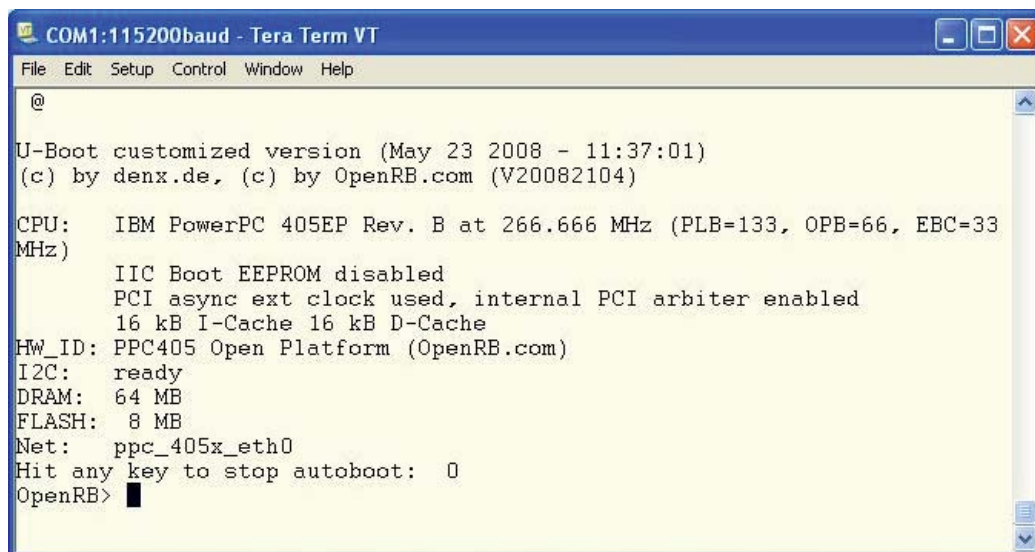 COM1:115200baud - Tera Term VT
File Edit Setup Control Window Help
@
U-Boot customized version (May 23 2008 - 11:37:01)
(c) by denx.de, (c) by OpenRB.com (V20082104)
CPU: IBM PowerPC 405EP Rev. B at 266.666 MHz (PLB=133, OPB=66, EBC=33
MHz)
IIC Boot EEPROM disabled
PCI async ext clock used, internal PCI arbiter enabled
16 kB I-Cache 16 kB D-Cache
HW_ID: PPC405 Open Platform (OpenRB.com)
I2C: ready
DRAM: 64 MB
FLASH: 8 MB
Net: ppc_405x_eth0
Hit any key to stop autoboot: 0
OpenRB>